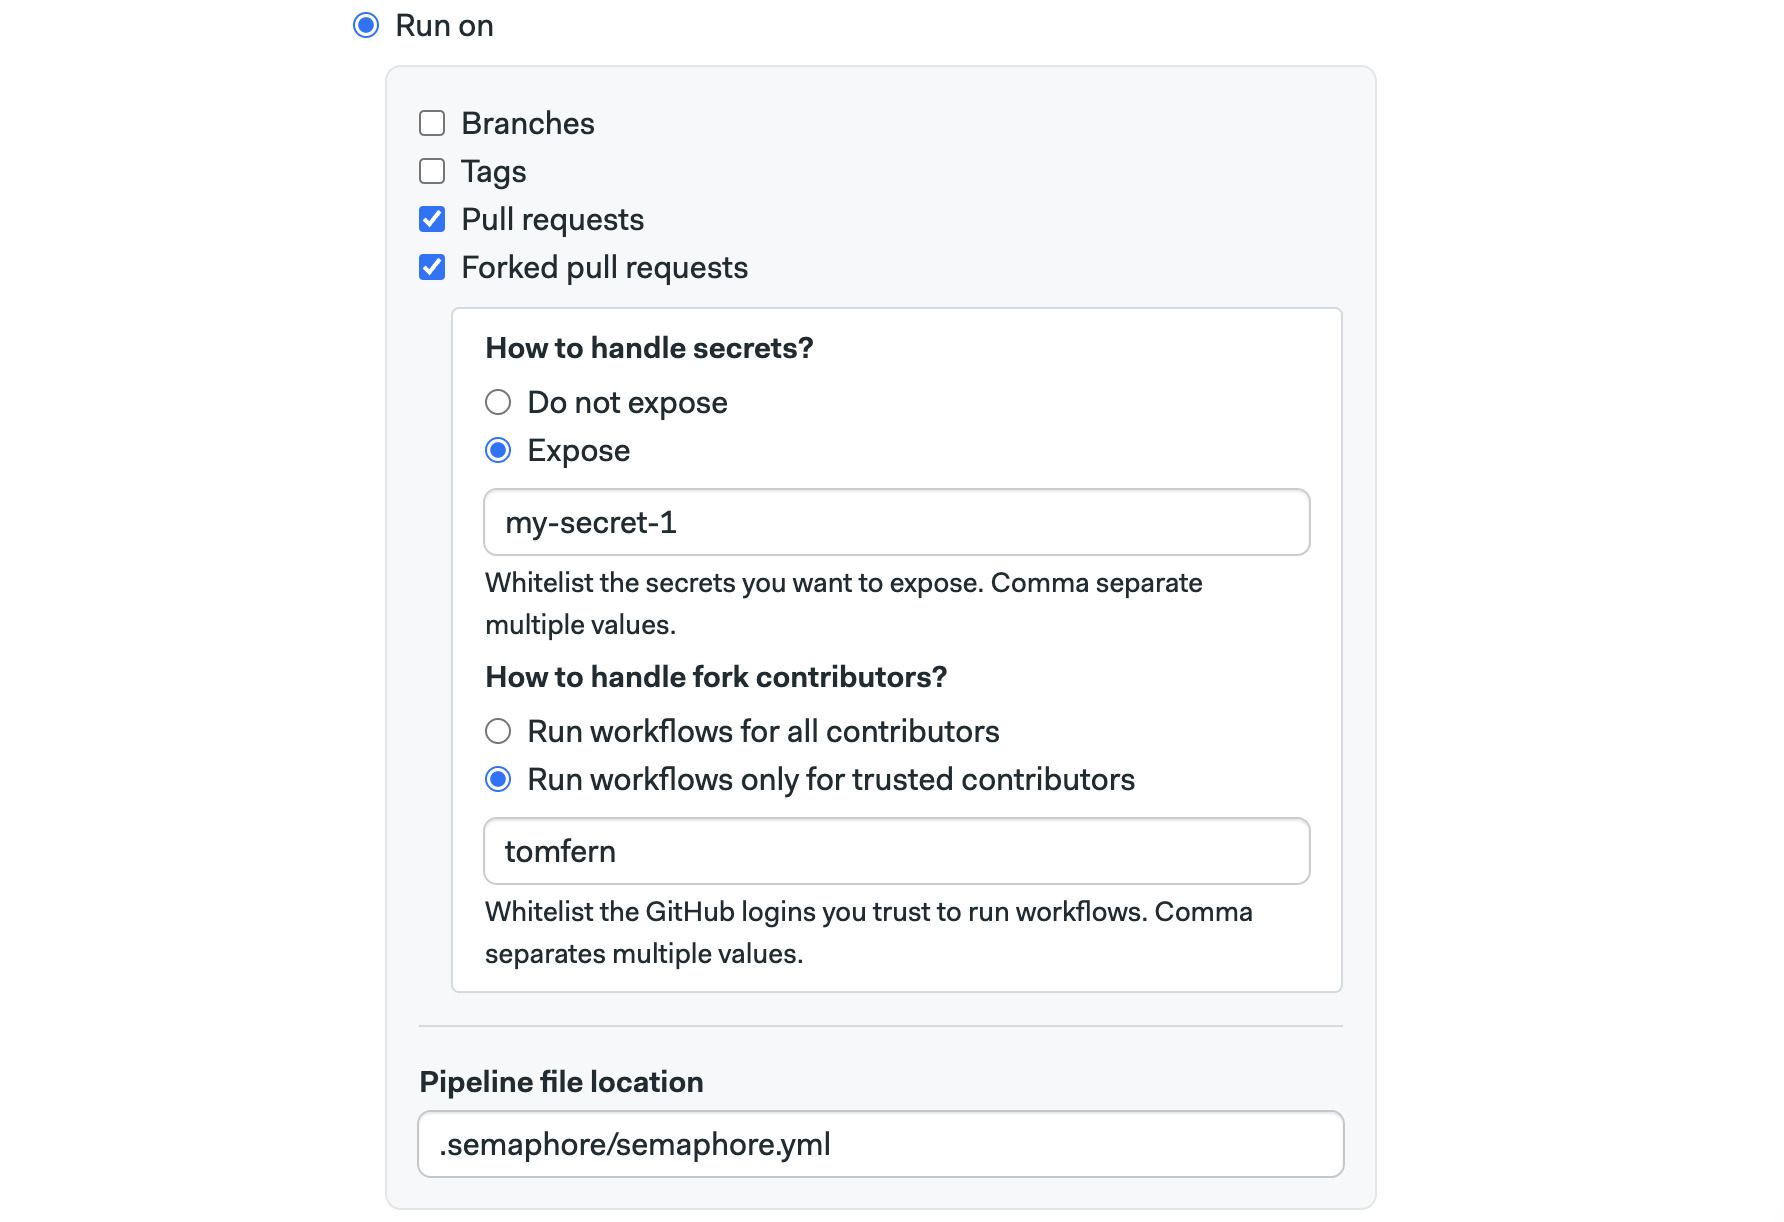 Run on
Branches
Tags
Pull requests
Forked pull requests
How to handle secrets?
Do not expose
Expose
my-secret-1
Whitelist the secrets you want to expose. Comma separate
multiple values.
How to handle fork contributors?
Run workflows for all contributors
Run workflows only for trusted contributors
tomfern
Whitelist the GitHub logins you trust to run workflows. Comma
separates multiple values.
Pipeline file location
.semaphore/semaphore.yml